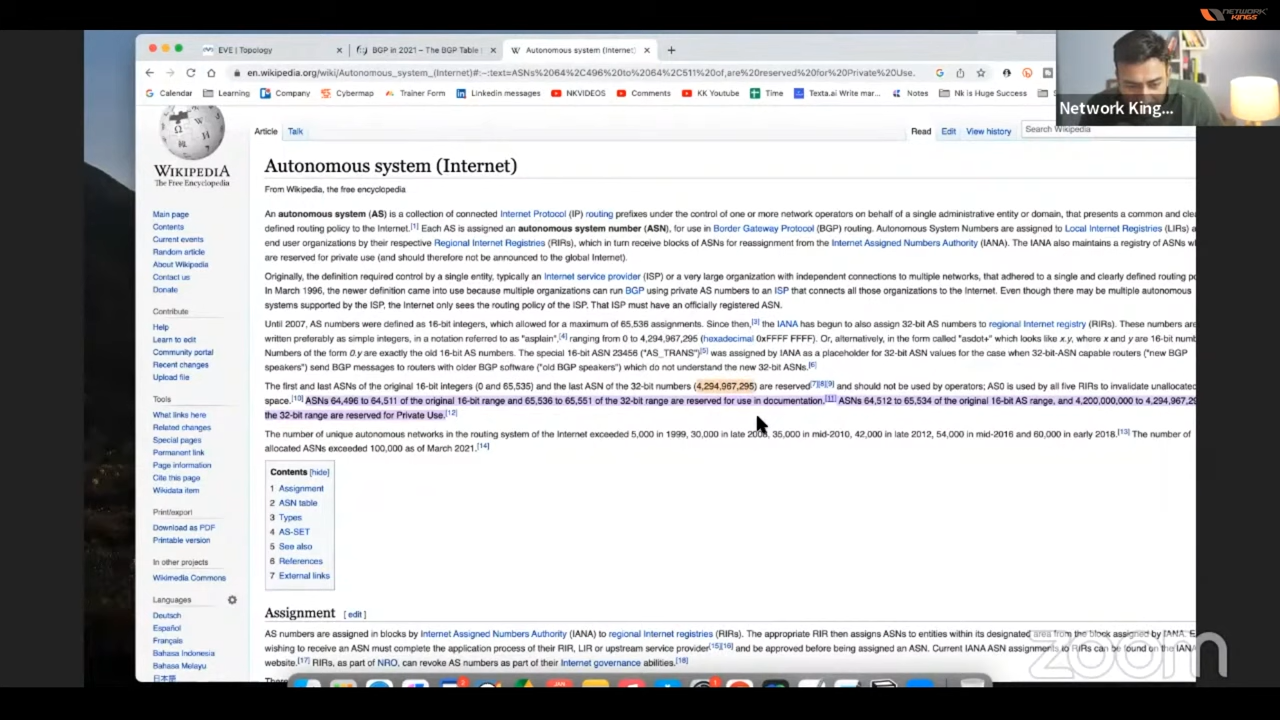 NETWORK KINGS
EVE | Topology
BGP in 2021 – The BGP Table
Autonomous system (Internet)
en.wikipedia.org/wiki/Autonomous_system_(Internet)#:~:text=ASNs%2064%2C496%20to%2064%2C511%20of,are%20reserved%20for%20Private%20Use.
Calendar
Learning
Company
Cybermap
Trainer Form
Linkedin messages
NKVIDEOS
Comments
KK Youtube
Time
Texta.ai Write mar...
Notes
Nk is Huge Success
Network King...
Article
Talk
Read
Edit
View history
Search Wikipedia
WIKIPEDIA
The Free Encyclopedia
Autonomous system (Internet)
From Wikipedia, the free encyclopedia
Main page
Contents
Current events
Random article
About Wikipedia
Contact us
Donate
Contribute
Help
Learn to edit
Community portal
Recent changes
Upload file
Tools
What links here
Related changes
Special pages
Permanent link
Page information
Cite this page
Wikidata item
Print/export
Download as PDF
Printable version
In other projects
Wikimedia Commons
Languages
Deutsch
Español
Français
Bahasa Indonesia
Bahasa Melayu
日本語
An autonomous system (AS) is a collection of connected Internet Protocol (IP) routing prefixes under the control of one or more network operators on behalf of a single administrative entity or domain, that presents a common and
defined routing policy to the Internet.[1] Each AS is assigned an autonomous system number (ASN), for use in Border Gateway Protocol (BGP) routing. Autonomous System Numbers are assigned to Local Internet Registries (LIRs)
end user organizations by their respective Regional Internet Registries (RIRs), which in turn receive blocks of ASNs for reassignment from the Internet Assigned Numbers Authority (IANA). The IANA also maintains a registry of ASNs
are reserved for private use (and should therefore not be announced to the global Internet).
Originally, the definition required control by a single entity, typically an Internet service provider (ISP) or a very large organization with independent connections to multiple networks, that adhered to a single and clearly defined routing
In March 1996, the newer definition came into use because multiple organizations can run BGP using private AS numbers to an ISP that connects all those organizations to the Internet. Even though there may be multiple autonomous
systems supported by the ISP, the Internet only sees the routing policy of the ISP. That ISP must have an officially registered ASN.
Until 2007, AS numbers were defined as 16-bit integers, which allowed for a maximum of 65,536 assignments. Since then,[3] the IANA has begun to also assign 32-bit AS numbers to regional Internet registry (RIRs). These numbers are
written preferably as simple integers, in a notation referred to as "asplain",[4] ranging from 0 to 4,294,967,295 (hexadecimal 0xFFFF FFFF). Or, alternatively, in the form called "asdot+" which looks like x.y, where x and y are 16-bit
Numbers of the form 0.y are exactly the old 16-bit AS numbers. The special 16-bit ASN 23456 ("AS_TRANS")[5] was assigned by IANA as a placeholder for 32-bit ASN values for the case when 32-bit-ASN capable routers ("new BGP
speakers") send BGP messages to routers with older BGP software ("old BGP speakers") which do not understand the new 32-bit ASNs.[6]
The first and last ASNs of the original 16-bit integers (0 and 65,535) and the last ASN of the 32-bit numbers (4,294,967,295) are reserved[7][8][9] and should not be used by operators; AS0 is used by all five RIRs to invalidate unallocated
space.[10] ASNs 64,496 to 64,511 of the original 16-bit range and 65,536 to 65,551 of the 32-bit range are reserved for use in documentation.[11] ASNs 64,512 to 65,534 of the original 16-bit AS range, and 4,200,000,000 to
the 32-bit range are reserved for Private Use.[12]
The number of unique autonomous networks in the routing system of the Internet exceeded 5,000 in 1999, 30,000 in late 2008, 35,000 in mid-2010, 42,000 in late 2012, 54,000 in mid-2016 and 60,000 in early 2018.[13] The number of
allocated ASNs exceeded 100,000 as of March 2021.[14]
Contents [hide]
1 Assignment
2 ASN table
3 Types
4 AS-SET
5 See also
6 References
7 External links
Assignment [ edit ]
AS numbers are assigned in blocks by Internet Assigned Numbers Authority (IANA) to regional Internet registries (RIRs). The appropriate RIR then assigns ASNs to entities within its designated area from the block assigned by IANA.
wishing to receive an ASN must complete the application process of their RIR, LIR or upstream service provider[15][16] and be approved before being assigned an ASN. Current IANA ASN assignments to RIRs can be found on the IANA
website.[17] RIRs, as part of NRO, can revoke AS numbers as part of their Internet governance abilities.[18]
zoom